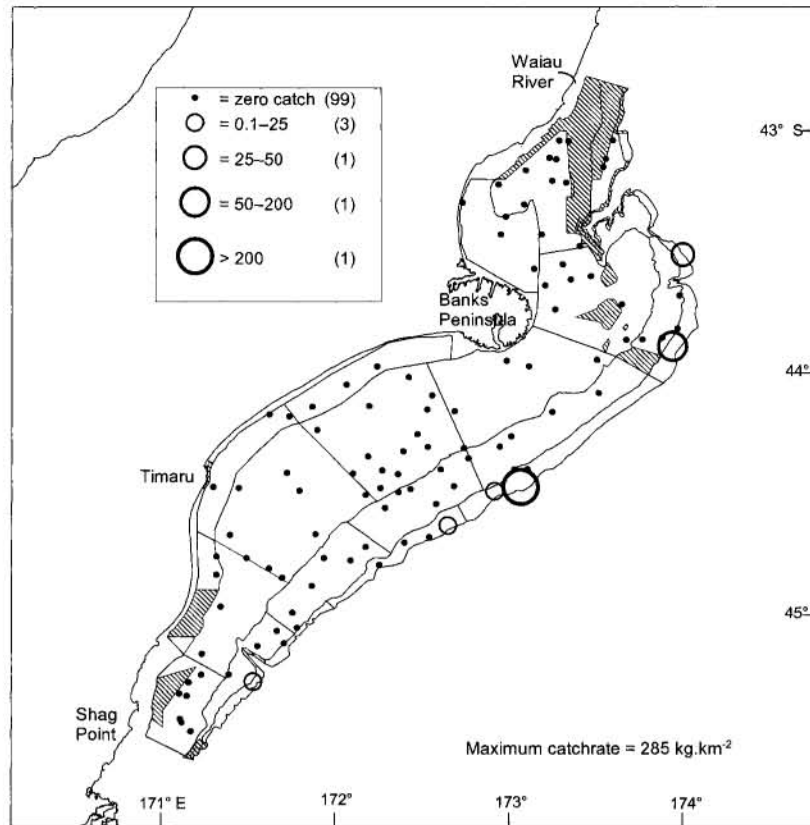 Waiau
River
• = zero catch (99)
= 0.1–25 (3)
= 25–50 (1)
= 50–200 (1)
> 200 (1)
43° S
Banks
Peninsula
44°
Timaru
45°
Shag
Point
Maximum catchrate = 285 kg.km-2
171° E
172°
173°
174°